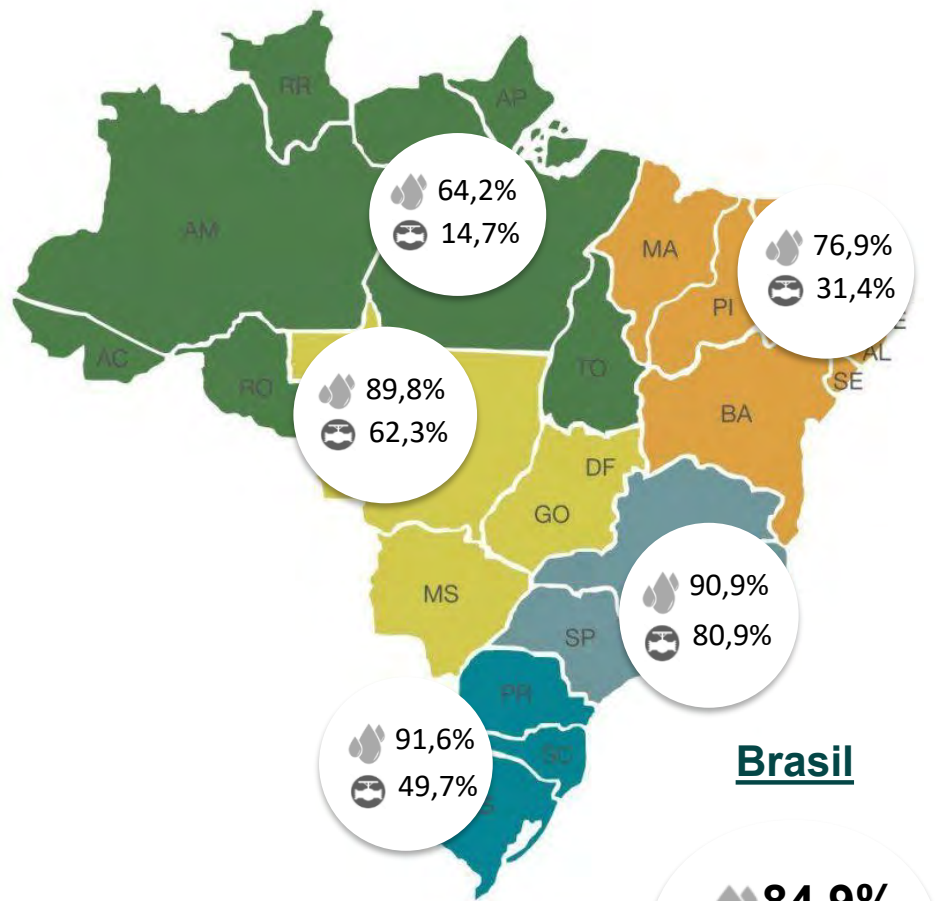 RR
AP
64,2%
14,7%
AM
MA
76,9%
31,4%
PI
E
AL
SE
AC
RO
TO
89,8%
62,3%
BA
DF
GO
MS
90,9%
80,9%
SP
PR
91,6%
49,7%
SC
S
Brasil
84,9%